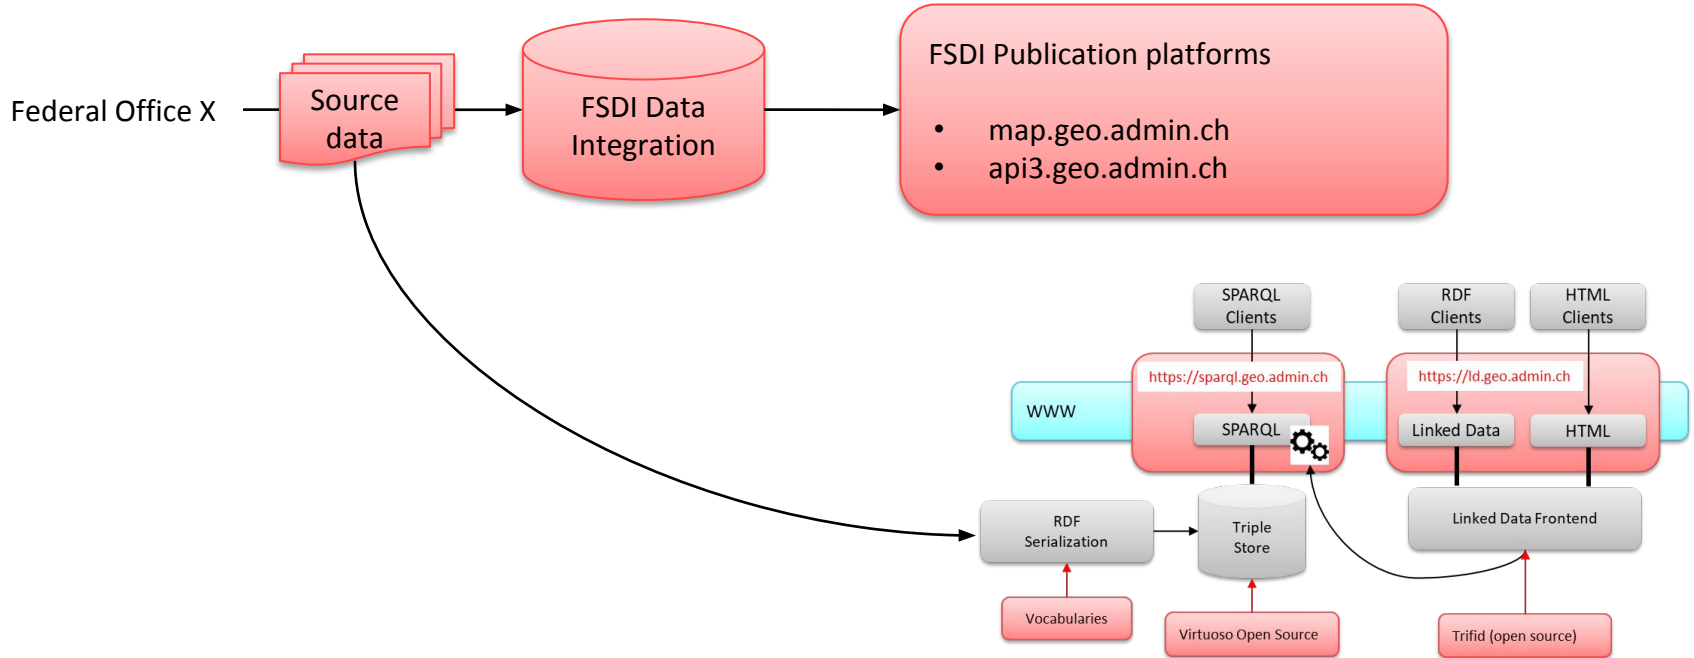 Federal Office X
Source
data
FSDI Data
Integration
FSDI Publication platforms
• map.geo.admin.ch
• api3.geo.admin.ch
SPARQL
Clients
RDF
Clients
HTML
Clients
https://sparql.geo.admin.ch
https://ld.geo.admin.ch
WWW
SPARQL
Linked Data
HTML
RDF
Serialization
Triple
Store
Linked Data Frontend
Vocabularies
Virtuoso Open Source
Trifid (open source)